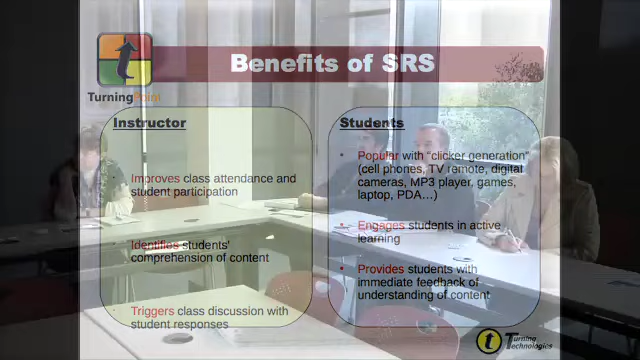 Benefits of SRS
TurningPoint
Instructor
Improves class attendance and
student participation
Identifies students'
comprehension of content
Triggers class discussion with
student responses
Students
Popular with "clicker generation"
(cell phones, TV remote, digital
cameras, MP3 player, games,
laptop, PDA...)
Engages students in active
learning
Provides students with
immediate feedback of
understanding of content
Turning
Technologies